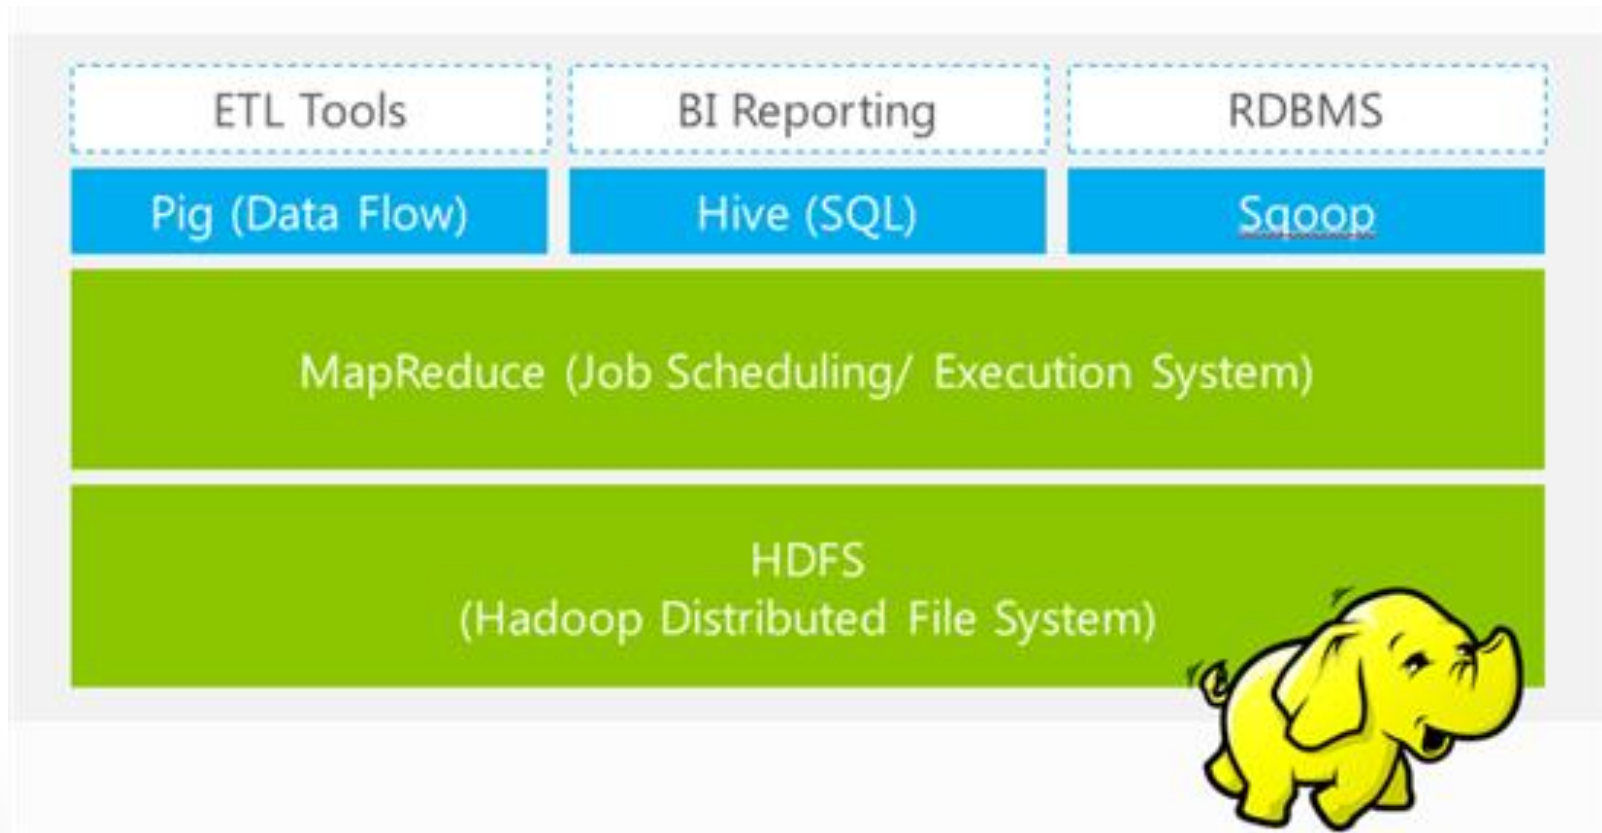 ETL Tools
BI Reporting
RDBMS
Pig (Data Flow)
Hive (SQL)
Sqoop
MapReduce (Job Scheduling/ Execution System)
HDFS
(Hadoop Distributed File System)